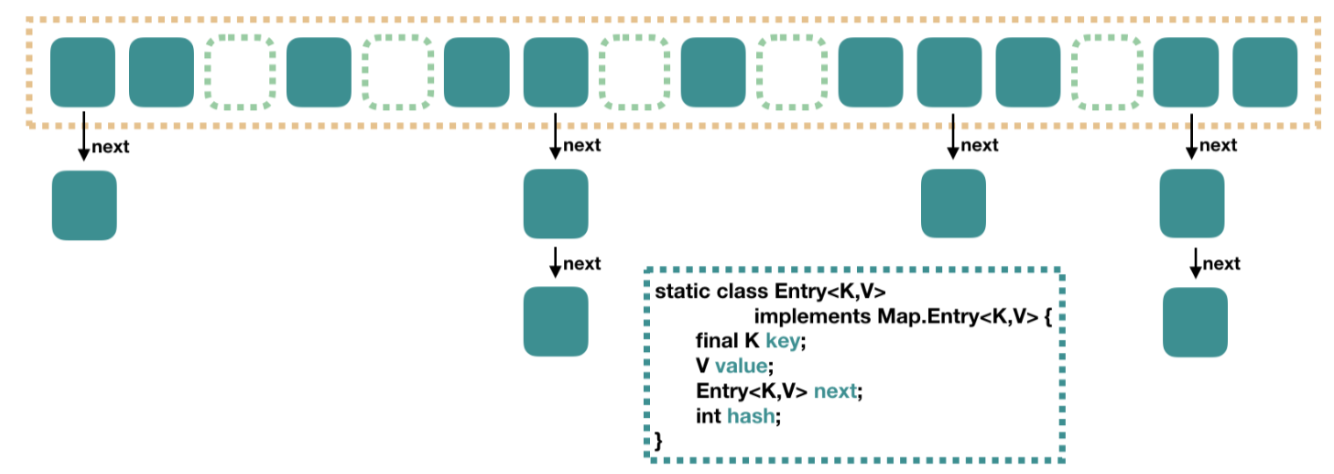 next
next
next
next
next
next
static class Entry<K,V>
implements Map.Entry<K,V> {
final K key;
V value;
Entry<K,V> next;
int hash;
}